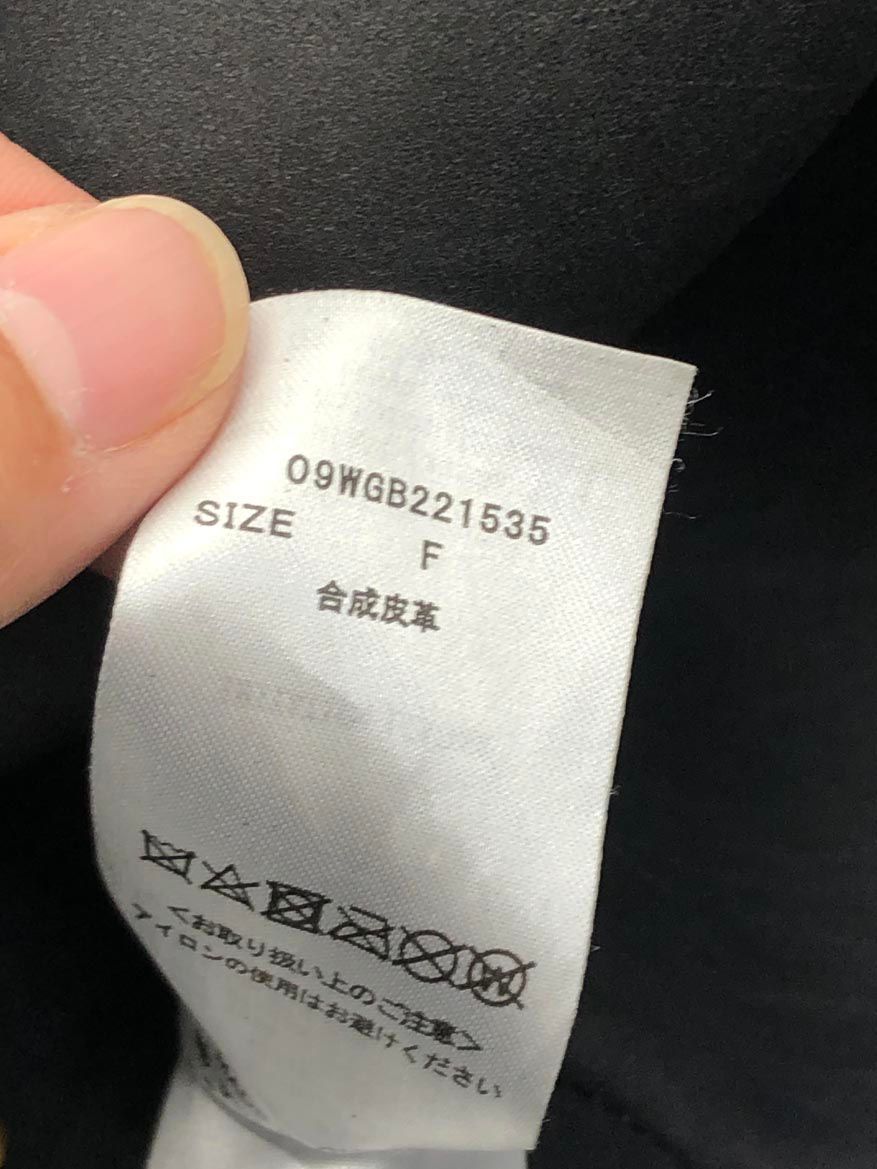 09WGB221535
SIZE F
合成皮革
<お取り扱い上のご注意>
アイロンの使用はお避けください